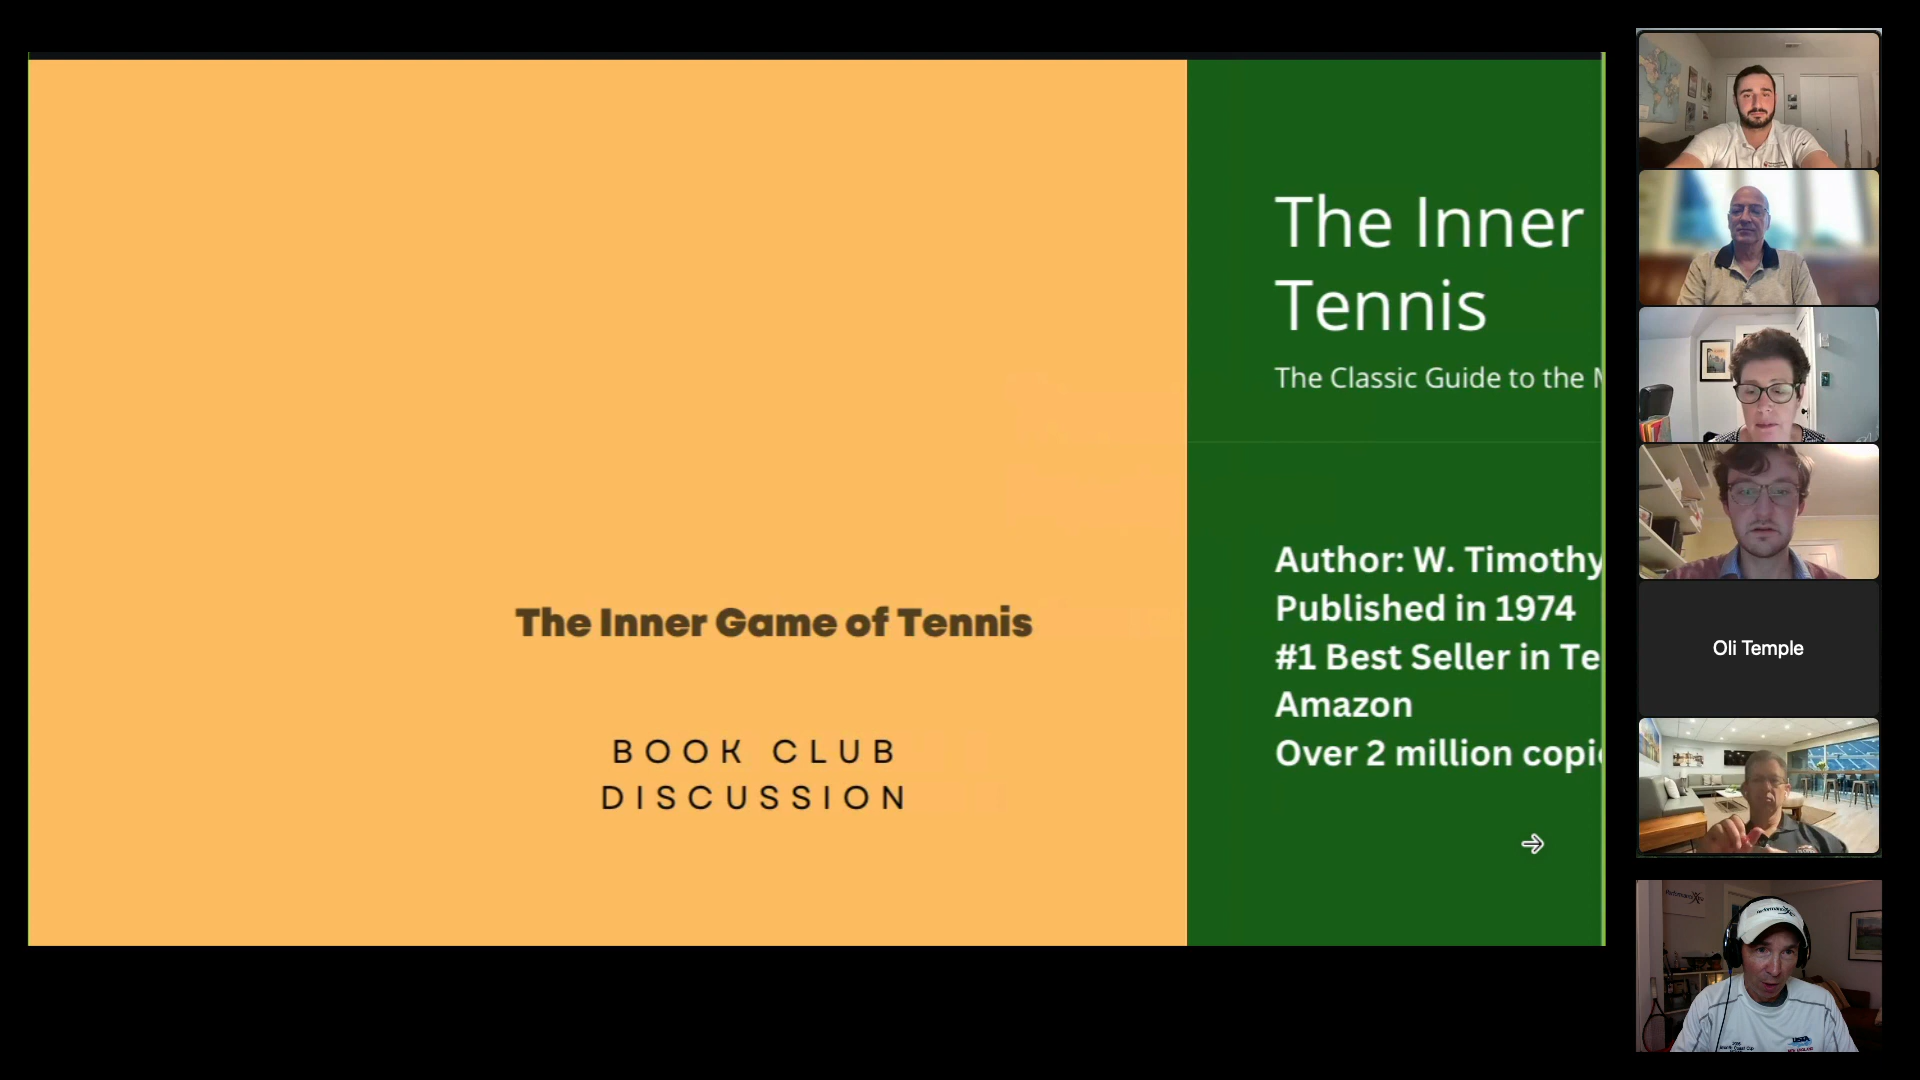 The Inner Game of Tennis
BOOK CLUB
DISCUSSION
The Inner
Tennis
The Classic Guide to the
Author: W. Timothy
Published in 1974
#1 Best Seller in Te
Amazon
Over 2 million copi
Oli Temple
USTA